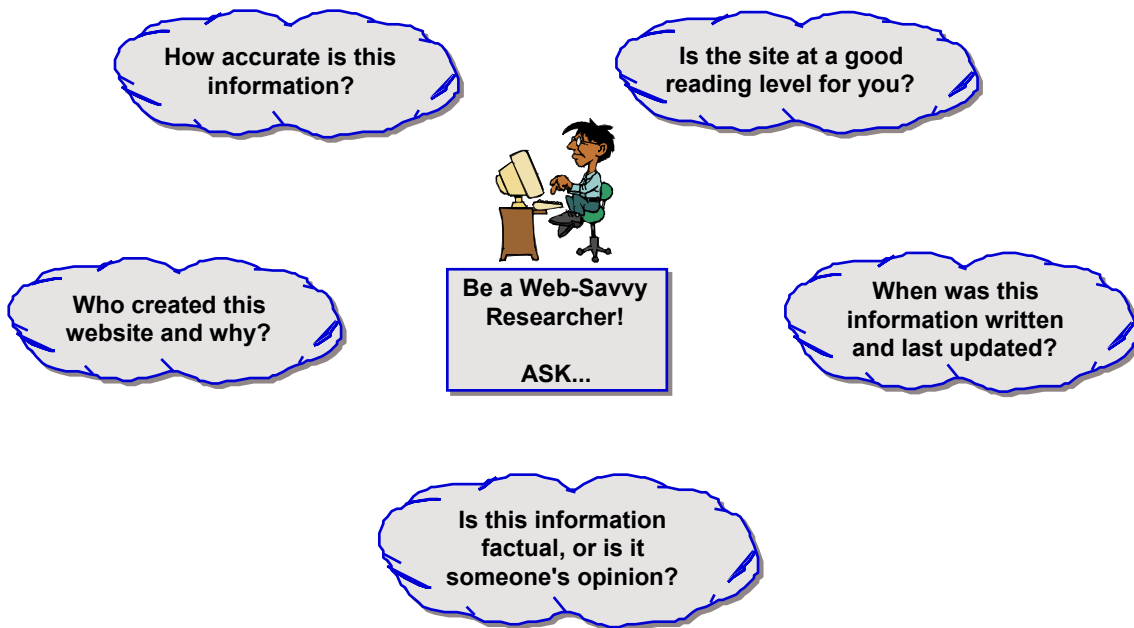 How accurate is this
information?
Is the site at a good
reading level for you?
Be a Web-Savvy
Researcher!
ASK...
Who created this
website and why?
When was this
information written
and last updated?
Is this information
factual, or is it
someone's opinion?